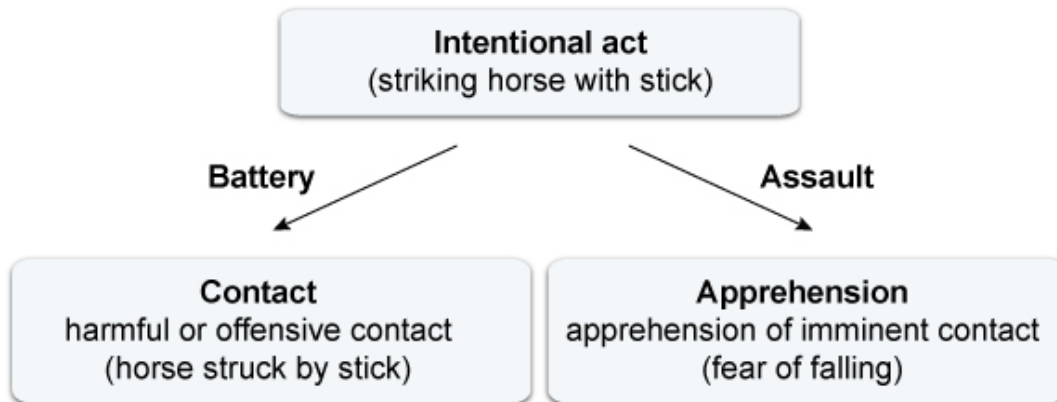 Intentional act
(striking horse with stick)
Battery
Assault
Contact
harmful or offensive contact
(horse struck by stick)
Apprehension
apprehension of imminent contact
(fear of falling)